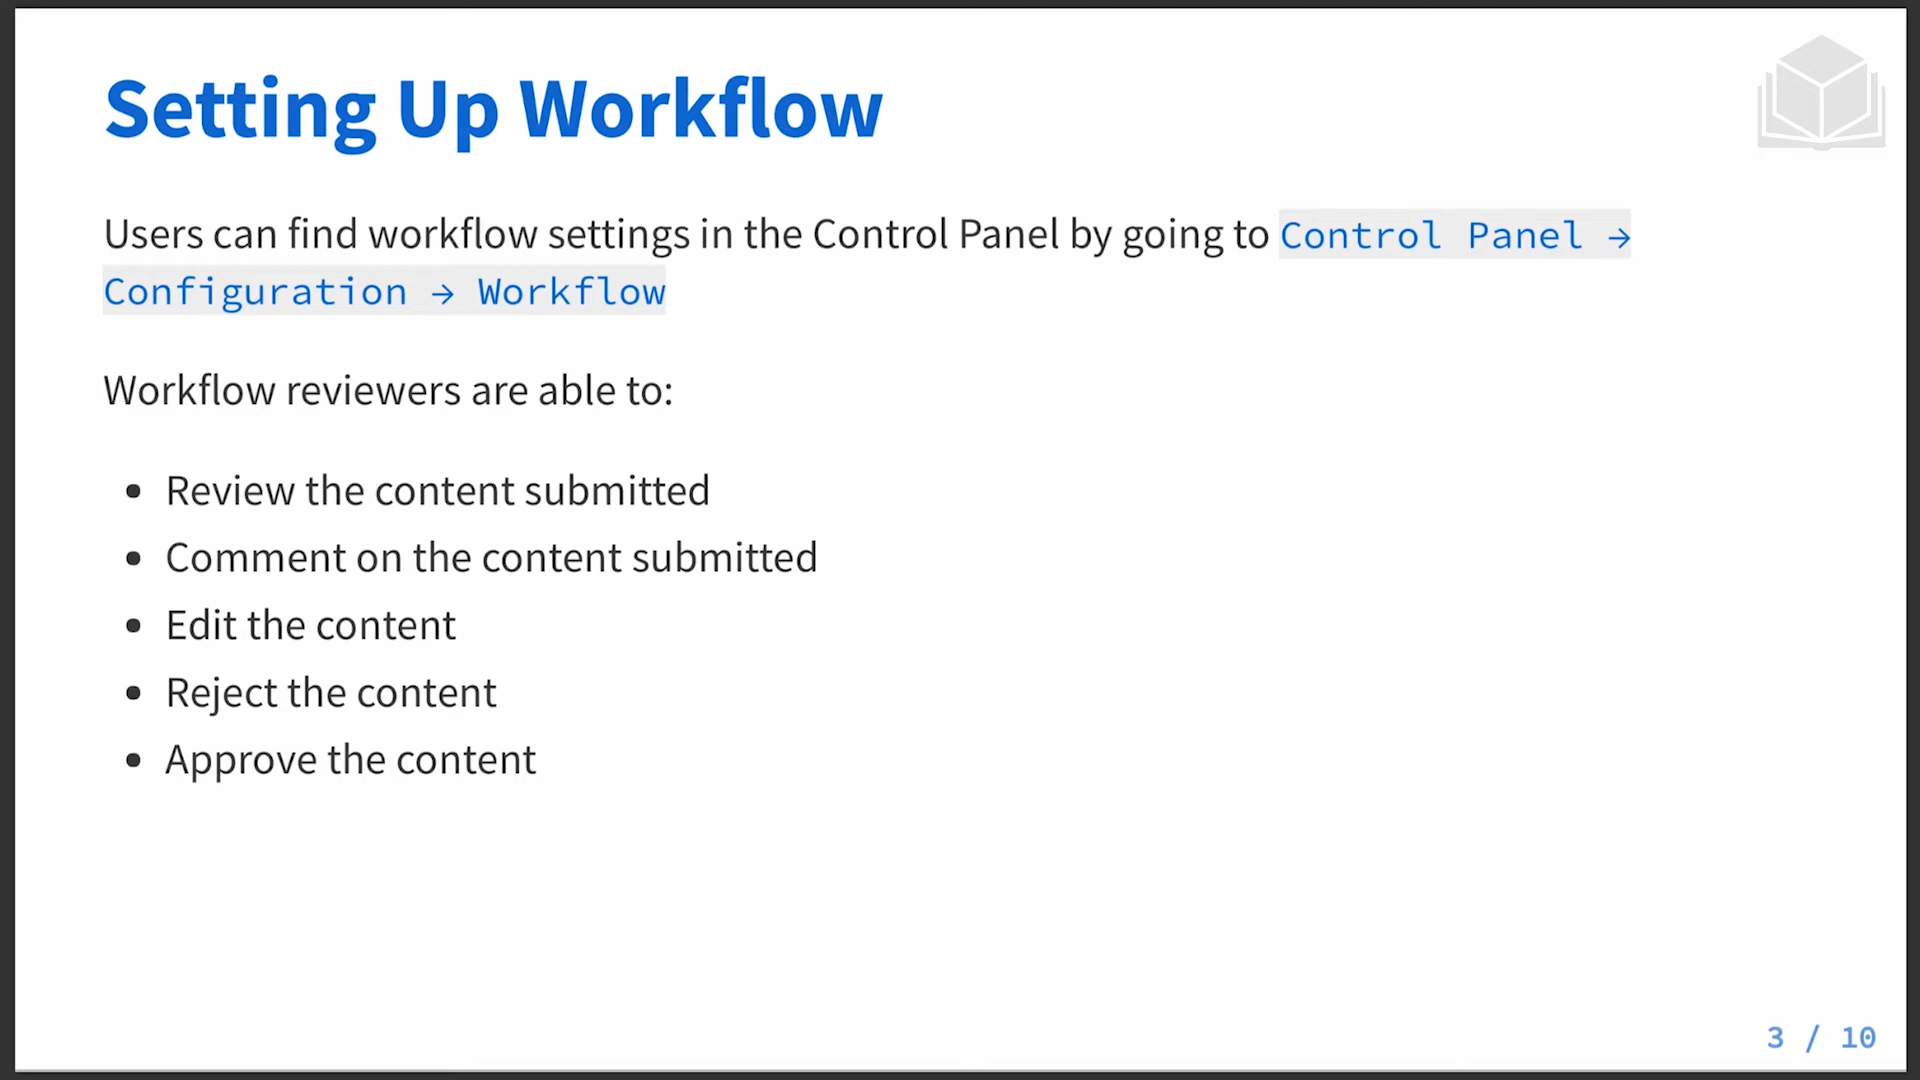 Setting Up Workflow
Users can find workflow settings in the Control Panel by going to Control Panel →
Configuration → Workflow
Workflow reviewers are able to:
• Review the content submitted
• Comment on the content submitted
• Edit the content
• Reject the content
• Approve the content
3 / 10